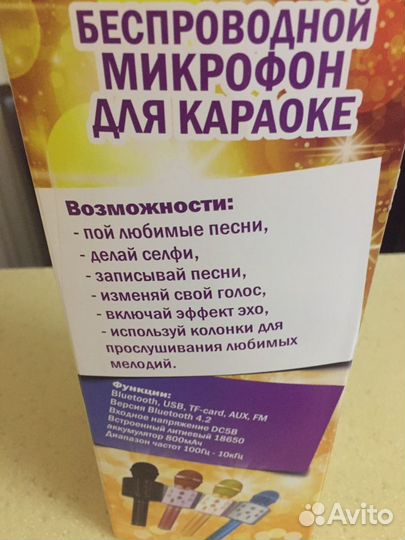 БЕСПРОВОДНОЙ
МИКРОФОН
ДЛЯ КАРАОКЕ
Возможности:
- пой любимые песни,
- делай селфи,
- записывай песни,
- изменяй свой голос,
- включай эффект эхо,
- используй колонки для
прослушивания любимых
мелодий.
Функции:
Bluetooth, USB, TF-card, AUX, FM
Версия Bluetooth 4.2
Входное напряжение DC5B
Встроенный литиевый 18650
аккумулятор 800мАч
Диапазон частот 100Гц - 10кГц
Avito